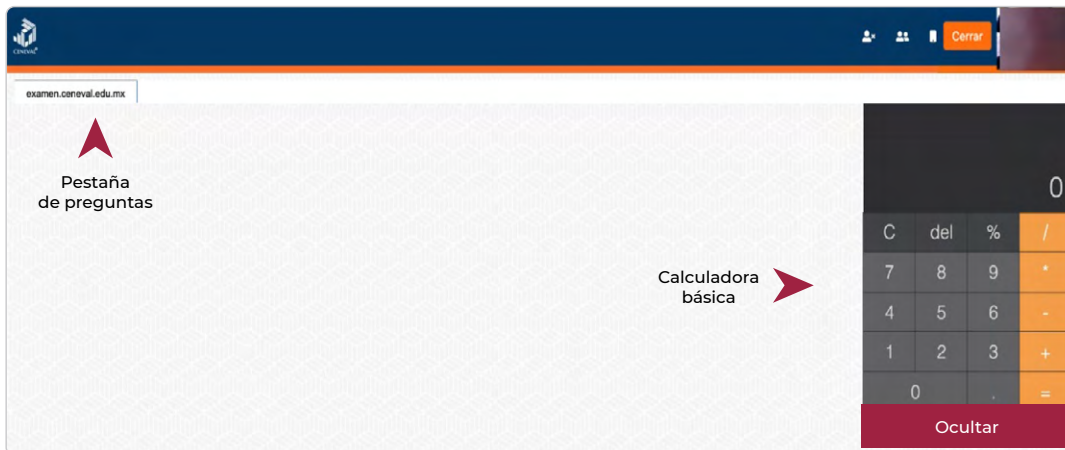 CENEVAL®
Cerrar
examen.ceneval.edu.mx
Pestaña
de preguntas
0
C del % /
7 8 9 *
Calculadora
básica
4 5 6 -
1 2 3 +
0 . =
Ocultar